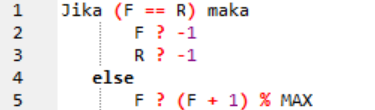 1 Jika (F == R) maka
2 F ? -1
3 R ? -1
4 else
5 F ? (F + 1) % MAX